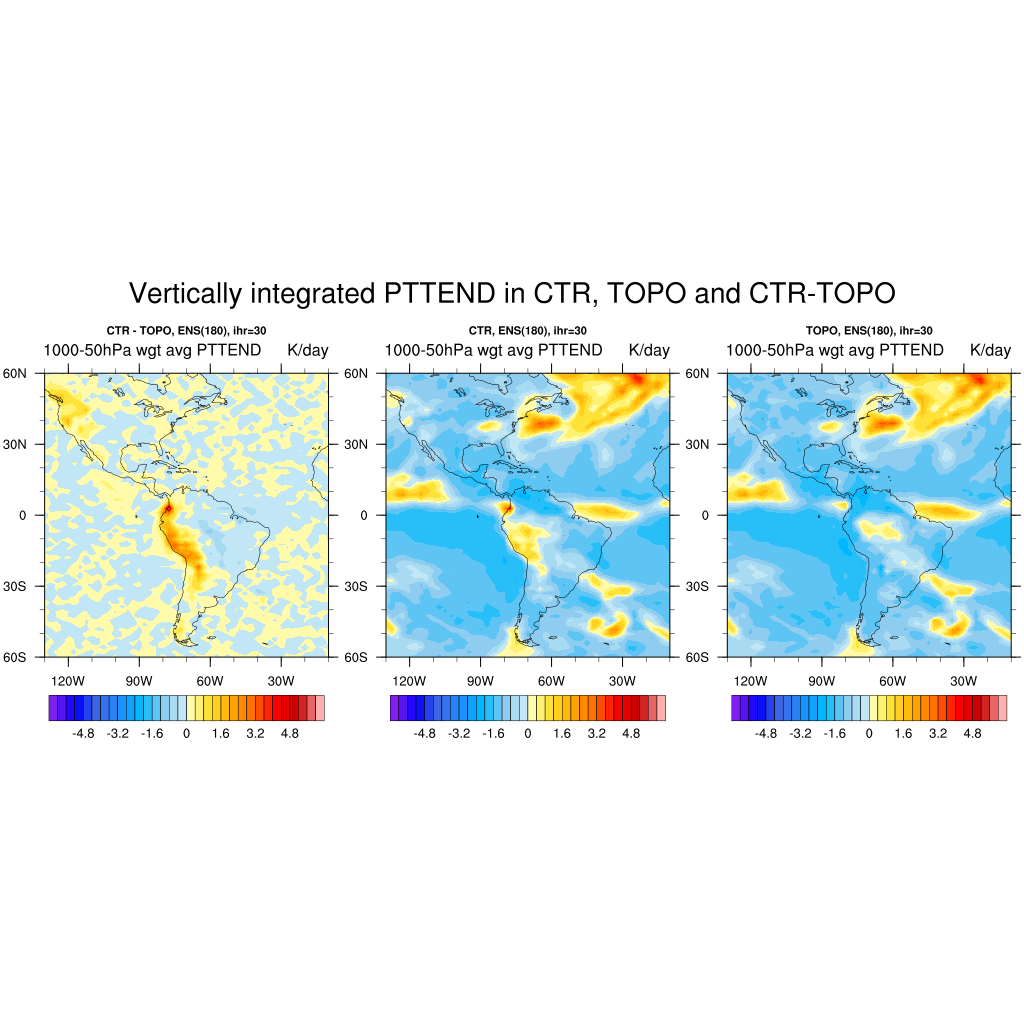 Vertically integrated PTTEND in CTR, TOPO and CTR-TOPO
CTR - TOPO, ENS(180), ihr=30
1000-50hPa wgt avg PTTEND K/day
60N
30N
0
30S
60S
120W 90W 60W 30W
-4.8 -3.2 -1.6 0 1.6 3.2 4.8
CTR, ENS(180), ihr=30
1000-50hPa wgt avg PTTEND K/day
60N
30N
0
30S
60S
120W 90W 60W 30W
-4.8 -3.2 -1.6 0 1.6 3.2 4.8
TOPO, ENS(180), ihr=30
1000-50hPa wgt avg PTTEND K/day
60N
30N
0
30S
60S
120W 90W 60W 30W
-4.8 -3.2 -1.6 0 1.6 3.2 4.8